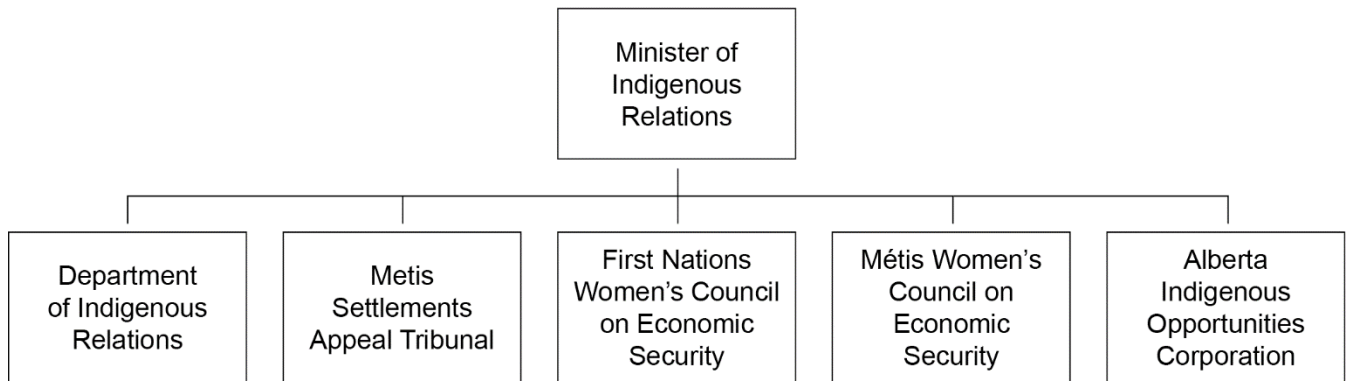 Minister of
Indigenous
Relations
Department
of Indigenous
Relations
Metis
Settlements
Appeal Tribunal
First Nations
Women’s Council
on Economic
Security
Métis Women’s
Council on
Economic
Security
Alberta
Indigenous
Opportunities
Corporation